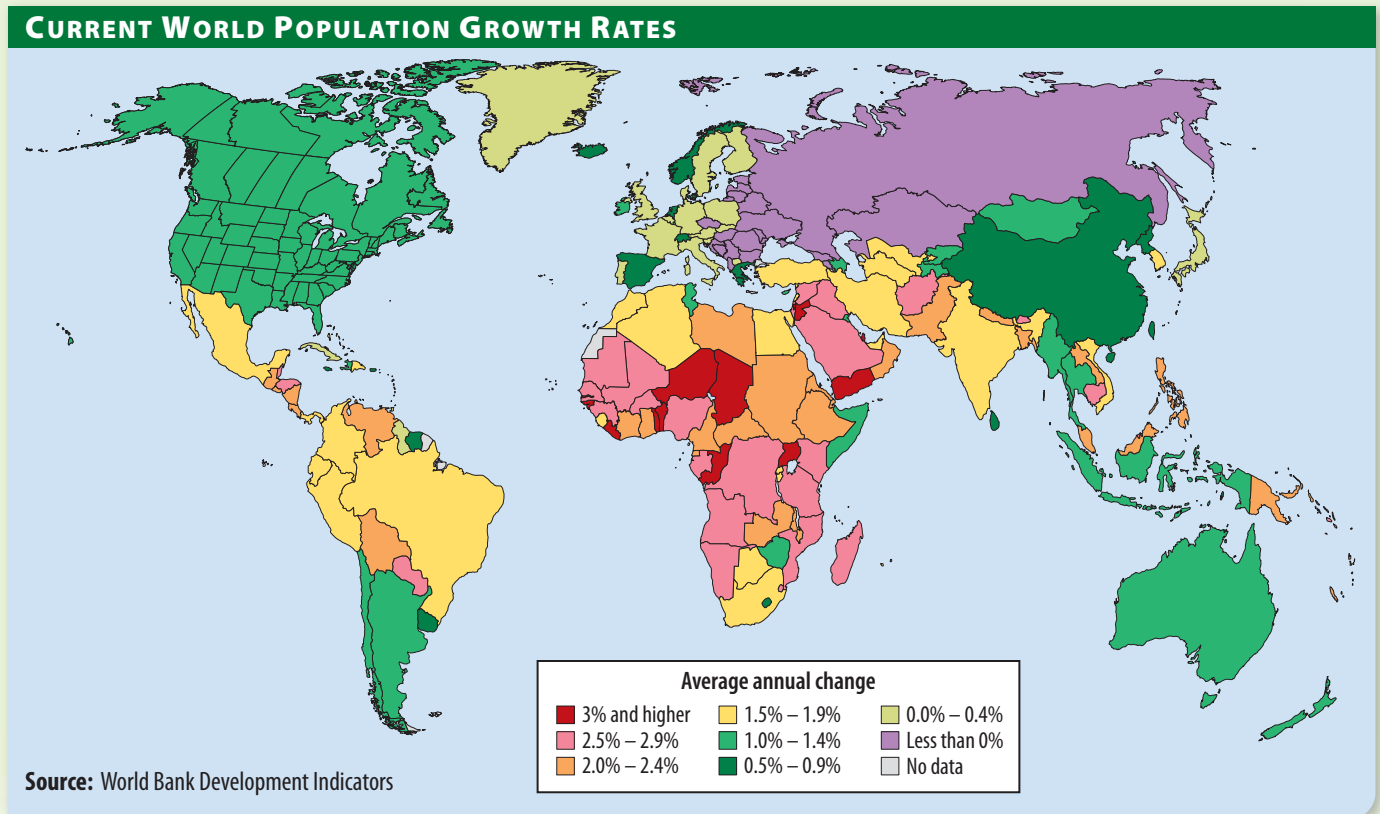 CURRENT WORLD POPULATION GROWTH RATES
Average annual change
3% and higher
2.5% – 2.9%
2.0% – 2.4%
1.5% – 1.9%
1.0% – 1.4%
0.5% – 0.9%
0.0% – 0.4%
Less than 0%
No data
Source: World Bank Development Indicators